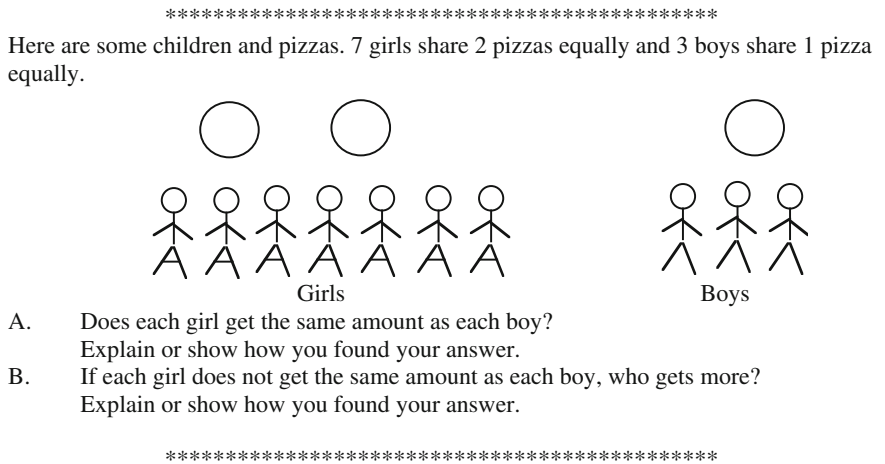 **********************************************
Here are some children and pizzas. 7 girls share 2 pizzas equally and 3 boys share 1 pizza
equally.
Girls Boys
A. Does each girl get the same amount as each boy?
Explain or show how you found your answer.
B. If each girl does not get the same amount as each boy, who gets more?
Explain or show how you found your answer.
**********************************************